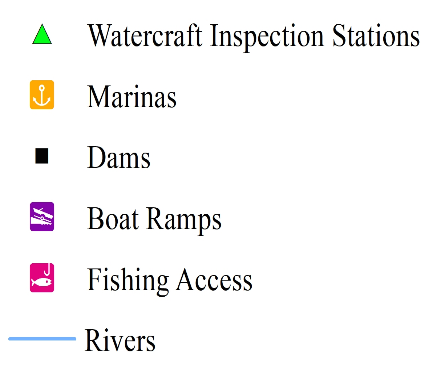 Watercraft Inspection Stations
Marinas
Dams
Boat Ramps
Fishing Access
Rivers